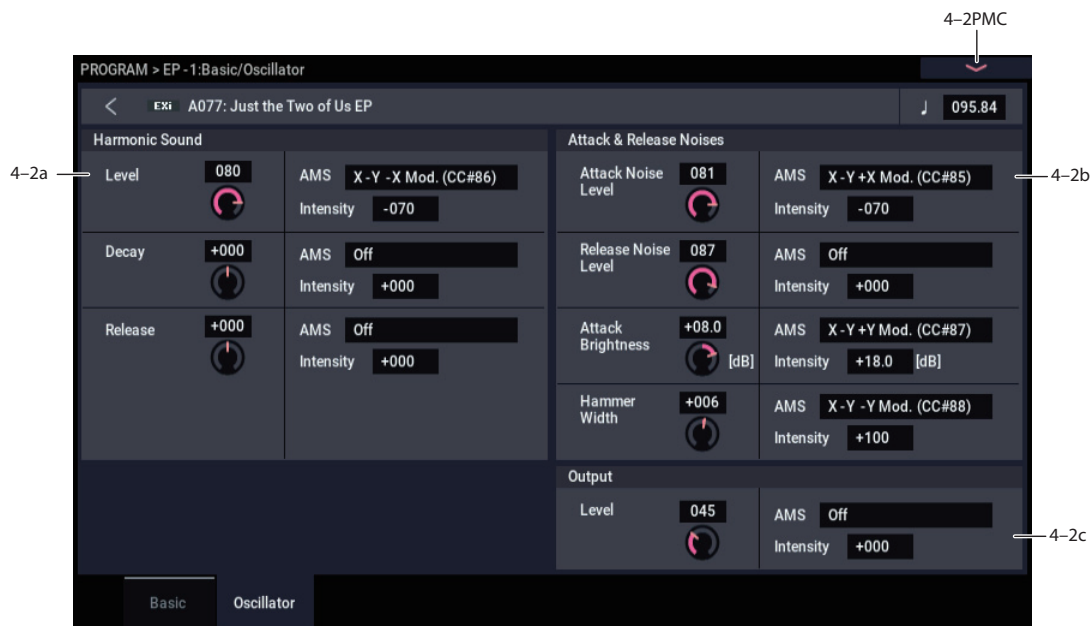 4–2PMC
PROGRAM > EP -1:Basic/Oscillator
EXi A077: Just the Two of Us EP
♩ 095.84
Harmonic Sound
4–2a
Level 080
AMS X -Y -X Mod. (CC#86)
Intensity -070
Decay +000
AMS Off
Intensity +000
Release +000
AMS Off
Intensity +000
Attack & Release Noises
Attack Noise
Level
081
AMS X -Y +X Mod. (CC#85)
4–2b
Intensity -070
Release Noise
Level
087
AMS Off
Intensity +000
Attack
Brightness
+08.0
[dB]
AMS X -Y +Y Mod. (CC#87)
Intensity +18.0 [dB]
Hammer
Width
+006
AMS X -Y -Y Mod. (CC#88)
Intensity +100
Output
Level 045
AMS Off
4–2c
Intensity +000
Basic Oscillator